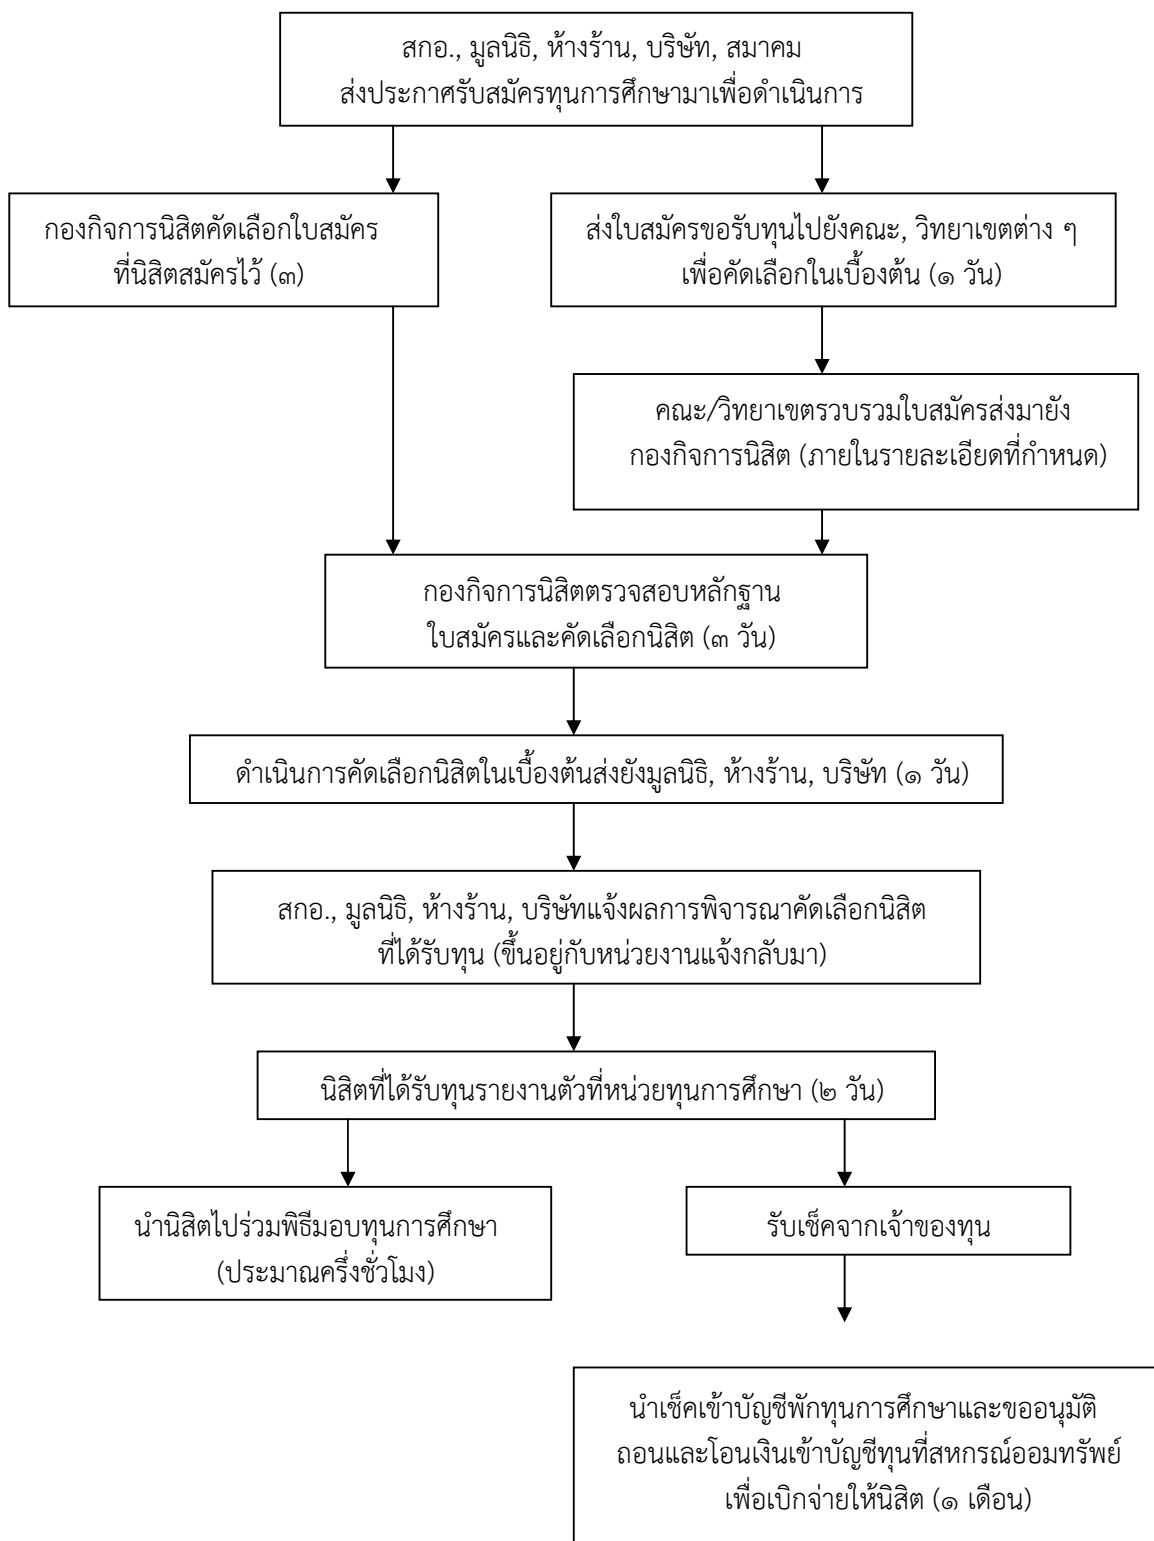 สกอ., มูลนิธิ, ห้างร้าน, บริษัท, สมาคม
ส่งประกาศรับสมัครทุนการศึกษามาเพื่อดำเนินการ
กองกิจการนิสิตคัดเลือกใบสมัคร
ที่นิสิตสมัครไว้ (๓)
ส่งใบสมัครขอรับทุนไปยังคณะ, วิทยาเขตต่าง ๆ
เพื่อคัดเลือกในเบื้องต้น (๑ วัน)
คณะ/วิทยาเขตรวบรวมใบสมัครส่งมายัง
กองกิจการนิสิต (ภายในรายละเอียดที่กำหนด)
กองกิจการนิสิตตรวจสอบหลักฐาน
ใบสมัครและคัดเลือกนิสิต (๓ วัน)
ดำเนินการคัดเลือกนิสิตในเบื้องต้นส่งยังมูลนิธิ, ห้างร้าน, บริษัท (๑ วัน)
สกอ., มูลนิธิ, ห้างร้าน, บริษัทแจ้งผลการพิจารณาคัดเลือกนิสิต
ที่ได้รับทุน (ขึ้นอยู่กับหน่วยงานแจ้งกลับมา)
นิสิตที่ได้รับทุนรายงานตัวที่หน่วยทุนการศึกษา (๒ วัน)
นำนิสิตไปร่วมพิธีมอบทุนการศึกษา
(ประมาณครึ่งชั่วโมง)
รับเช็คจากเจ้าของทุน
นำเช็คเข้าบัญชีพักทุนการศึกษาและขออนุมัติ
ถอนและโอนเงินเข้าบัญชีทุนที่สหกรณ์ออมทรัพย์
เพื่อเบิกจ่ายให้นิสิต (๑ เดือน)